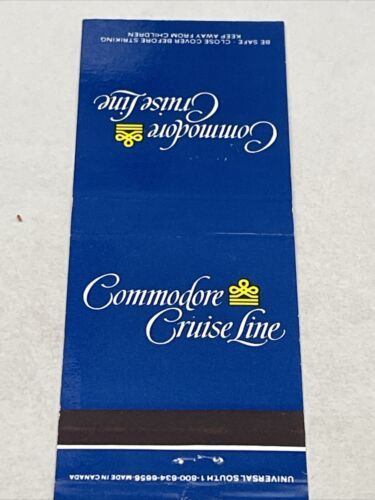 BE SAFE - CLOSE COVER BEFORE STRIKING
KEEP AWAY FROM CHILDREN
Commodore
Cruise Line
Commodore
Cruise Line
UNIVERSAL SOUTH 1-800-634-6656 MADE IN CANADA